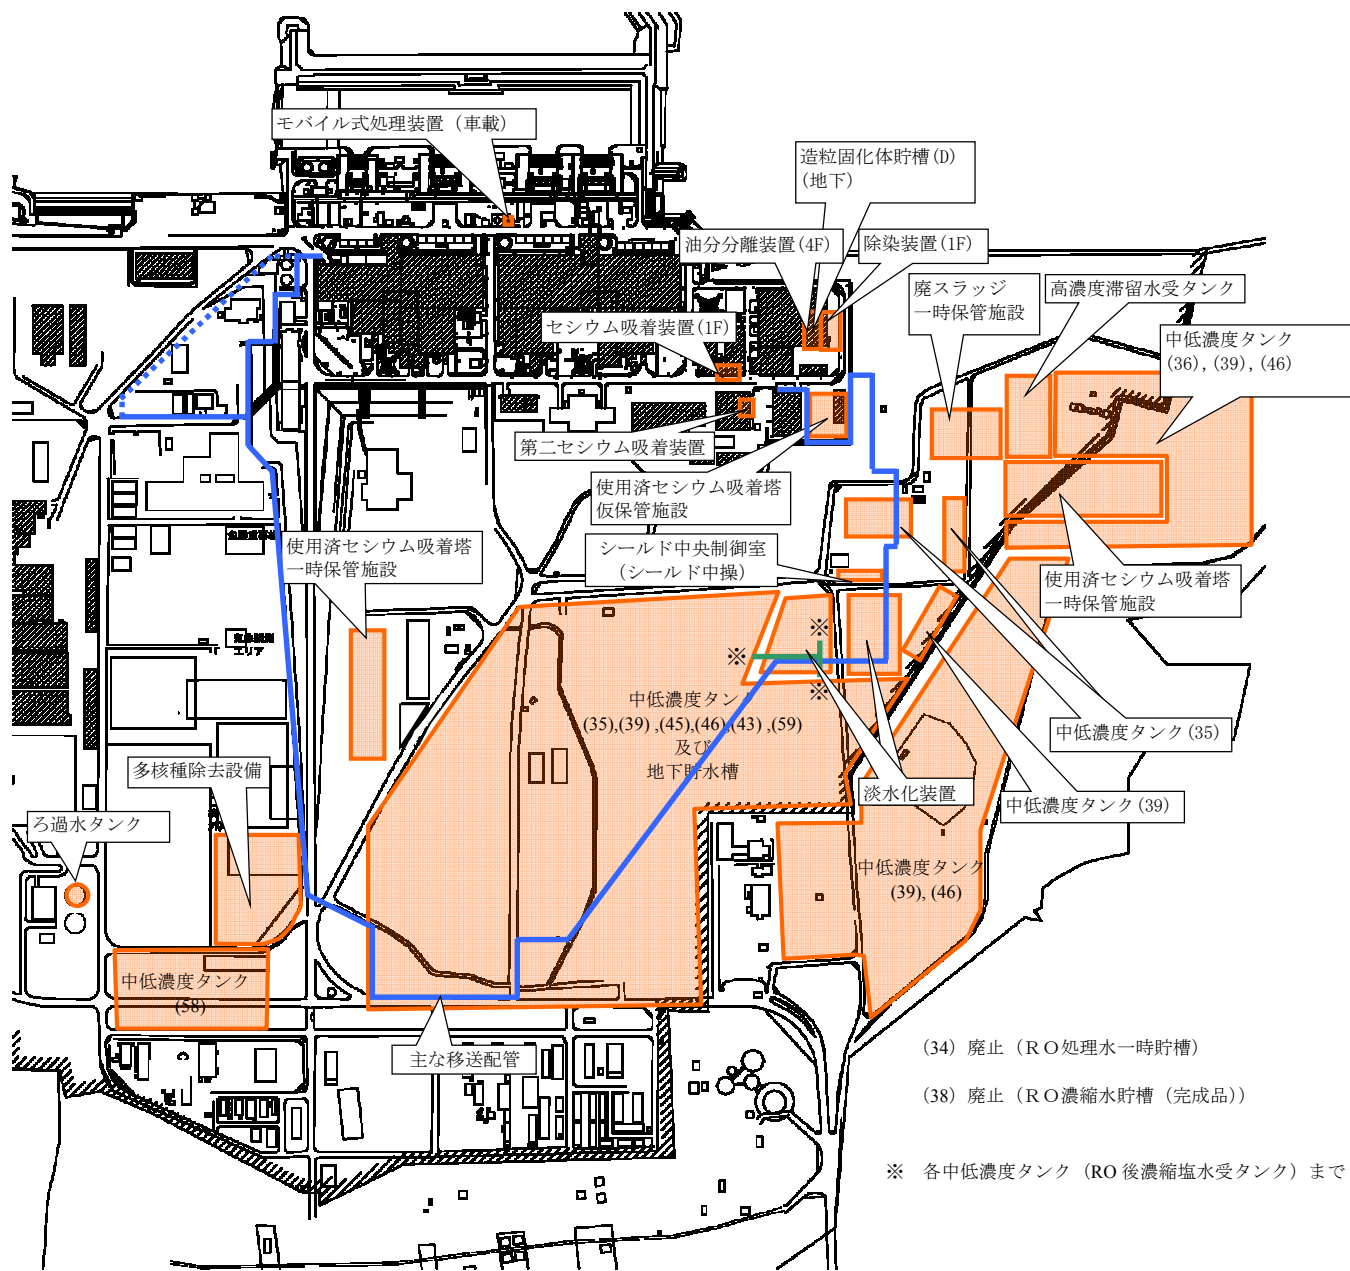 モバイル式処理装置（車載）
造粒固化体貯槽(D)
(地下)
油分分離装置(4F)
除染装置(1F)
廃スラッジ
一時保管施設
高濃度滞留水受タンク
セシウム吸着装置(1F)
中低濃度タンク
(36), (39), (46)
第二セシウム吸着装置
使用済セシウム吸着塔
仮保管施設
使用済セシウム吸着塔
一時保管施設
シールド中央制御室
（シールド中操）
使用済セシウム吸着塔
一時保管施設
※
※
※
中低濃度タンク
(35),(39) ,(45),(46),(43) ,(59)
及び
地下貯水槽
中低濃度タンク(35)
多核種除去設備
淡水化装置
中低濃度タンク(39)
ろ過水タンク
中低濃度タンク
(39), (46)
中低濃度タンク
(58)
主な移送配管
(34) 廃止（ＲＯ処理水一時貯槽）
(38) 廃止（ＲＯ濃縮水貯槽（完成品））
※ 各中低濃度タンク（RO 後濃縮塩水受タンク）まで